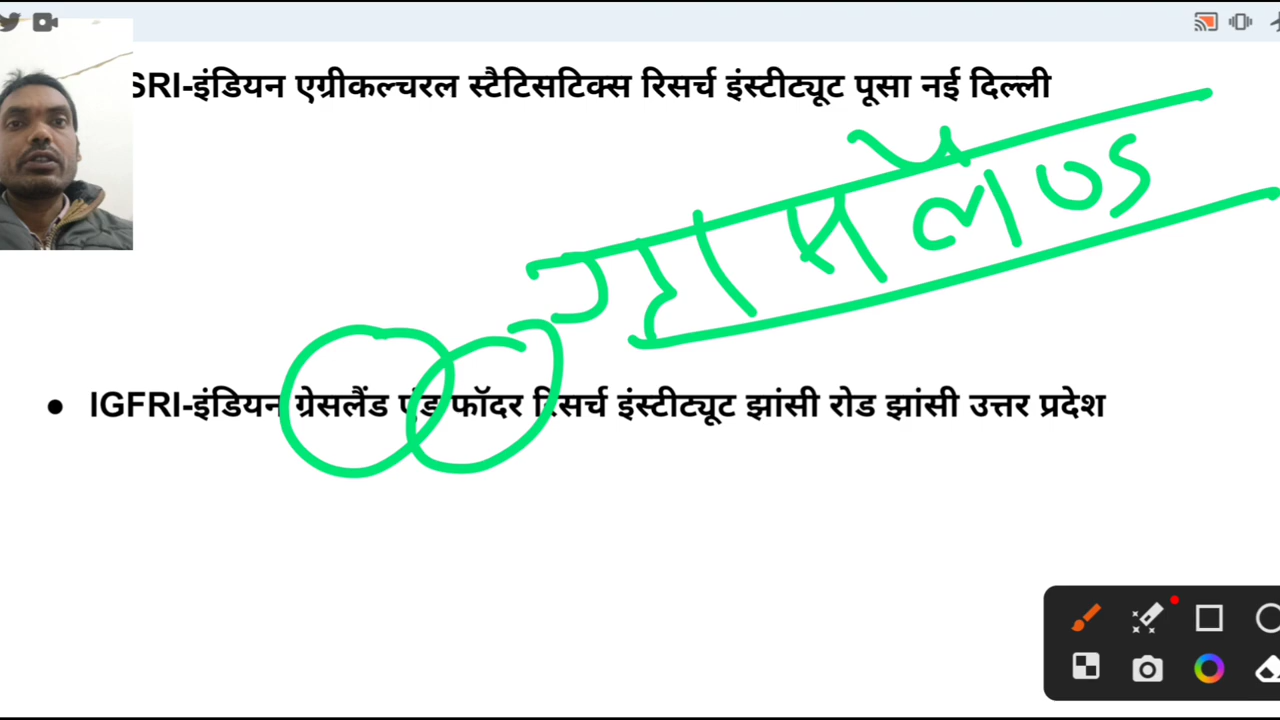 SRI-इंडियन एग्रीकल्चरल स्टैटिसटिक्स रिसर्च इंस्टीट्यूट पूसा नई दिल्ली
ग्रासलैण्ड
• IGFRI-इंडियन ग्रेसलैंड एंड फॉदर रिसर्च इंस्टीट्यूट झांसी रोड झांसी उत्तर प्रदेश